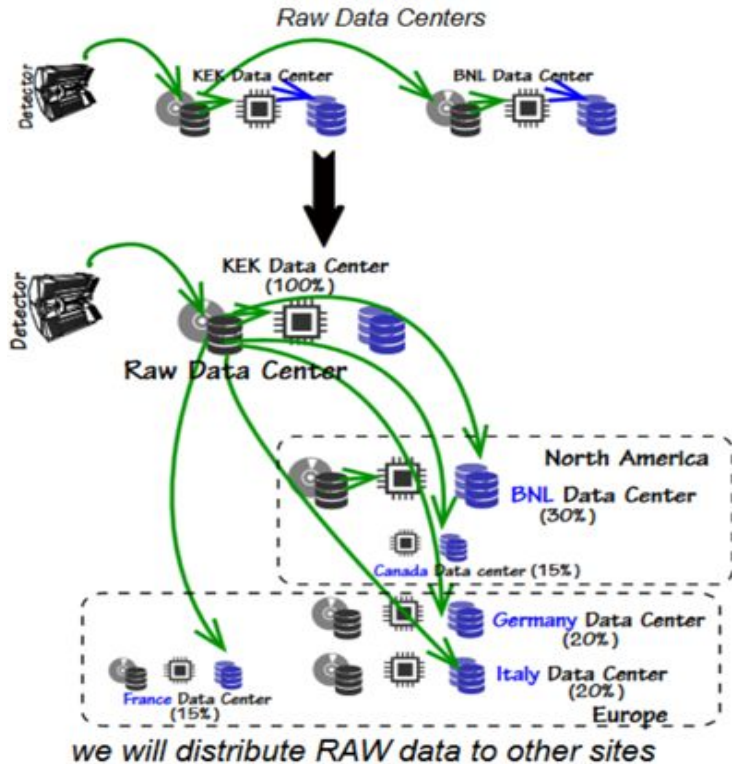 Raw Data Centers
Detector
KEK Data Center
BNL Data Center
Detector
KEK Data Center
(100%)
Raw Data Center
North America
BNL Data Center
(30%)
Canada Data center (15%)
Germany Data Center
(20%)
Italy Data Center
(20%)
France Data Center
(15%)
Europe
we will distribute RAW data to other sites